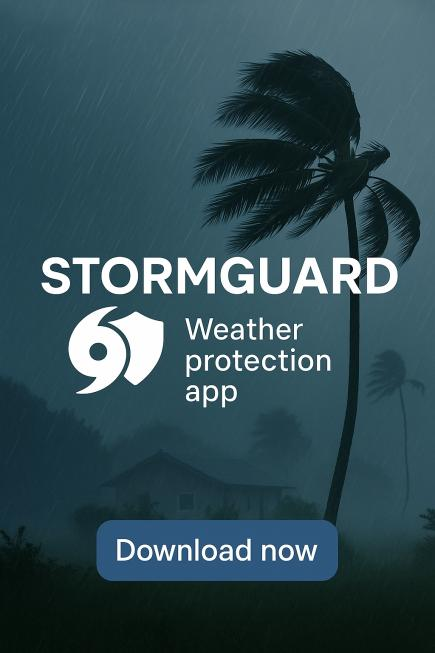 STORMGUARD
Weather
protection
app
Download now